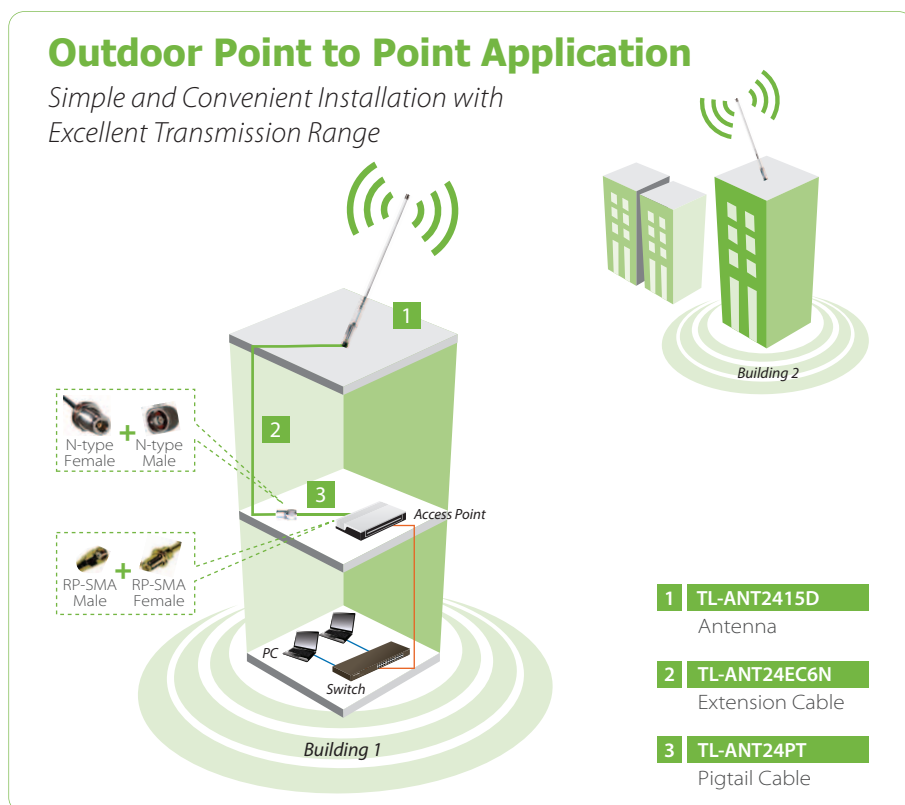 Outdoor Point to Point Application
Simple and Convenient Installation with
Excellent Transmission Range
Building 2
1
2
N-type
Female
+
N-type
Male
3
Access Point
RP-SMA
Male
+
RP-SMA
Female
PC
Switch
Building 1
1 TL-ANT2415D
Antenna
2 TL-ANT24EC6N
Extension Cable
3 TL-ANT24PT
Pigtail Cable